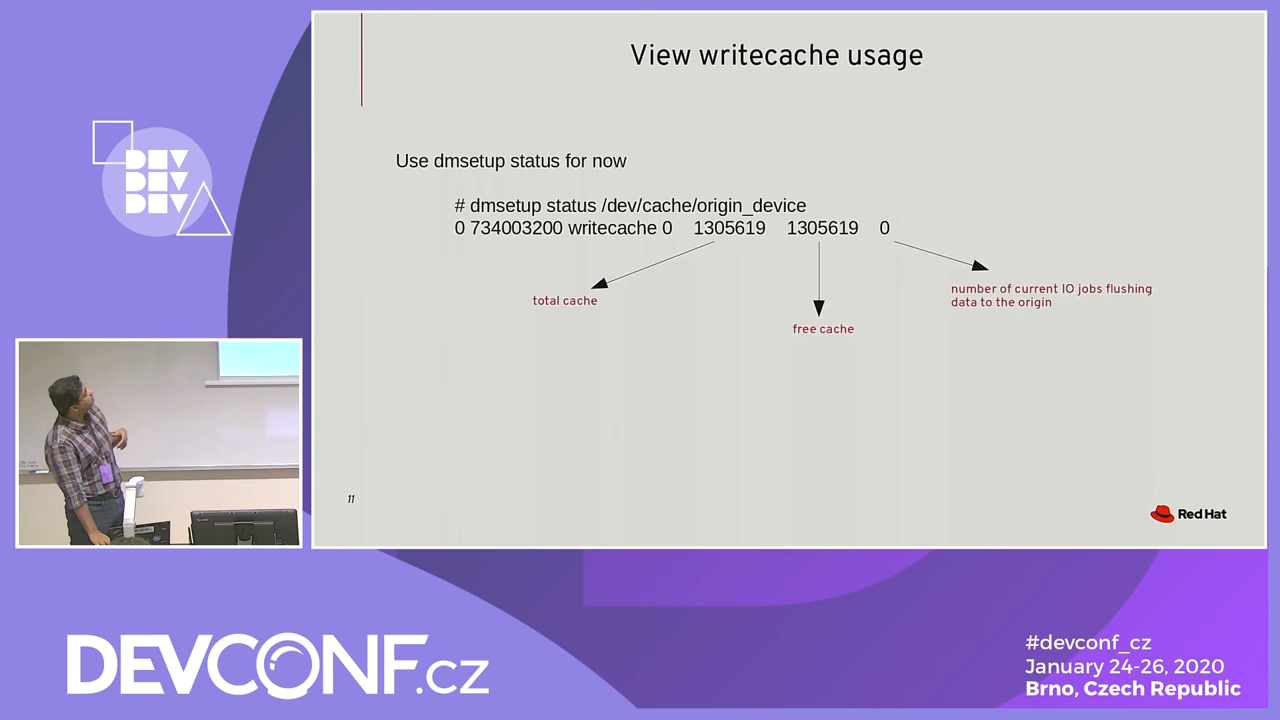 View writecache usage
DEV
DEV
DEV
Use dmsetup status for now
# dmsetup status /dev/cache/origin_device
0 734003200 writecache 0 1305619 1305619 0
total cache
free cache
number of current IO jobs flushing
data to the origin
11
Red Hat
DEVCONF.cz
#devconf_cz
January 24-26, 2020
Brno, Czech Republic